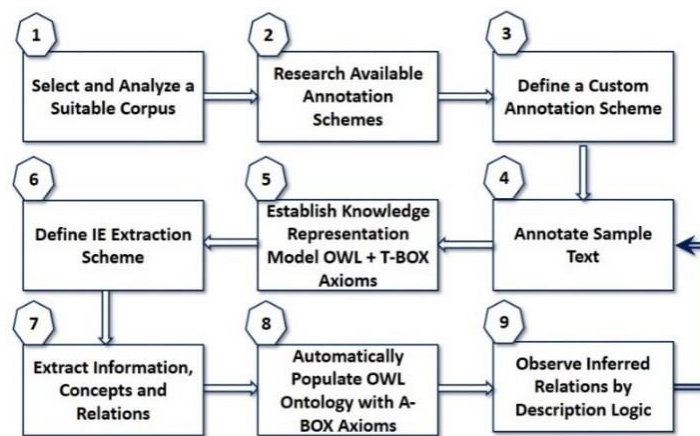 1
Select and Analyze a
Suitable Corpus
2
Research Available
Annotation
Schemes
3
Define a Custom
Annotation Scheme
4
Annotate Sample
Text
5
Establish Knowledge
Representation
Model OWL + T-BOX
Axioms
6
Define IE Extraction
Scheme
7
Extract Information,
Concepts and
Relations
8
Automatically
Populate OWL
Ontology with A-
BOX Axioms
9
Observe Inferred
Relations by
Description Logic